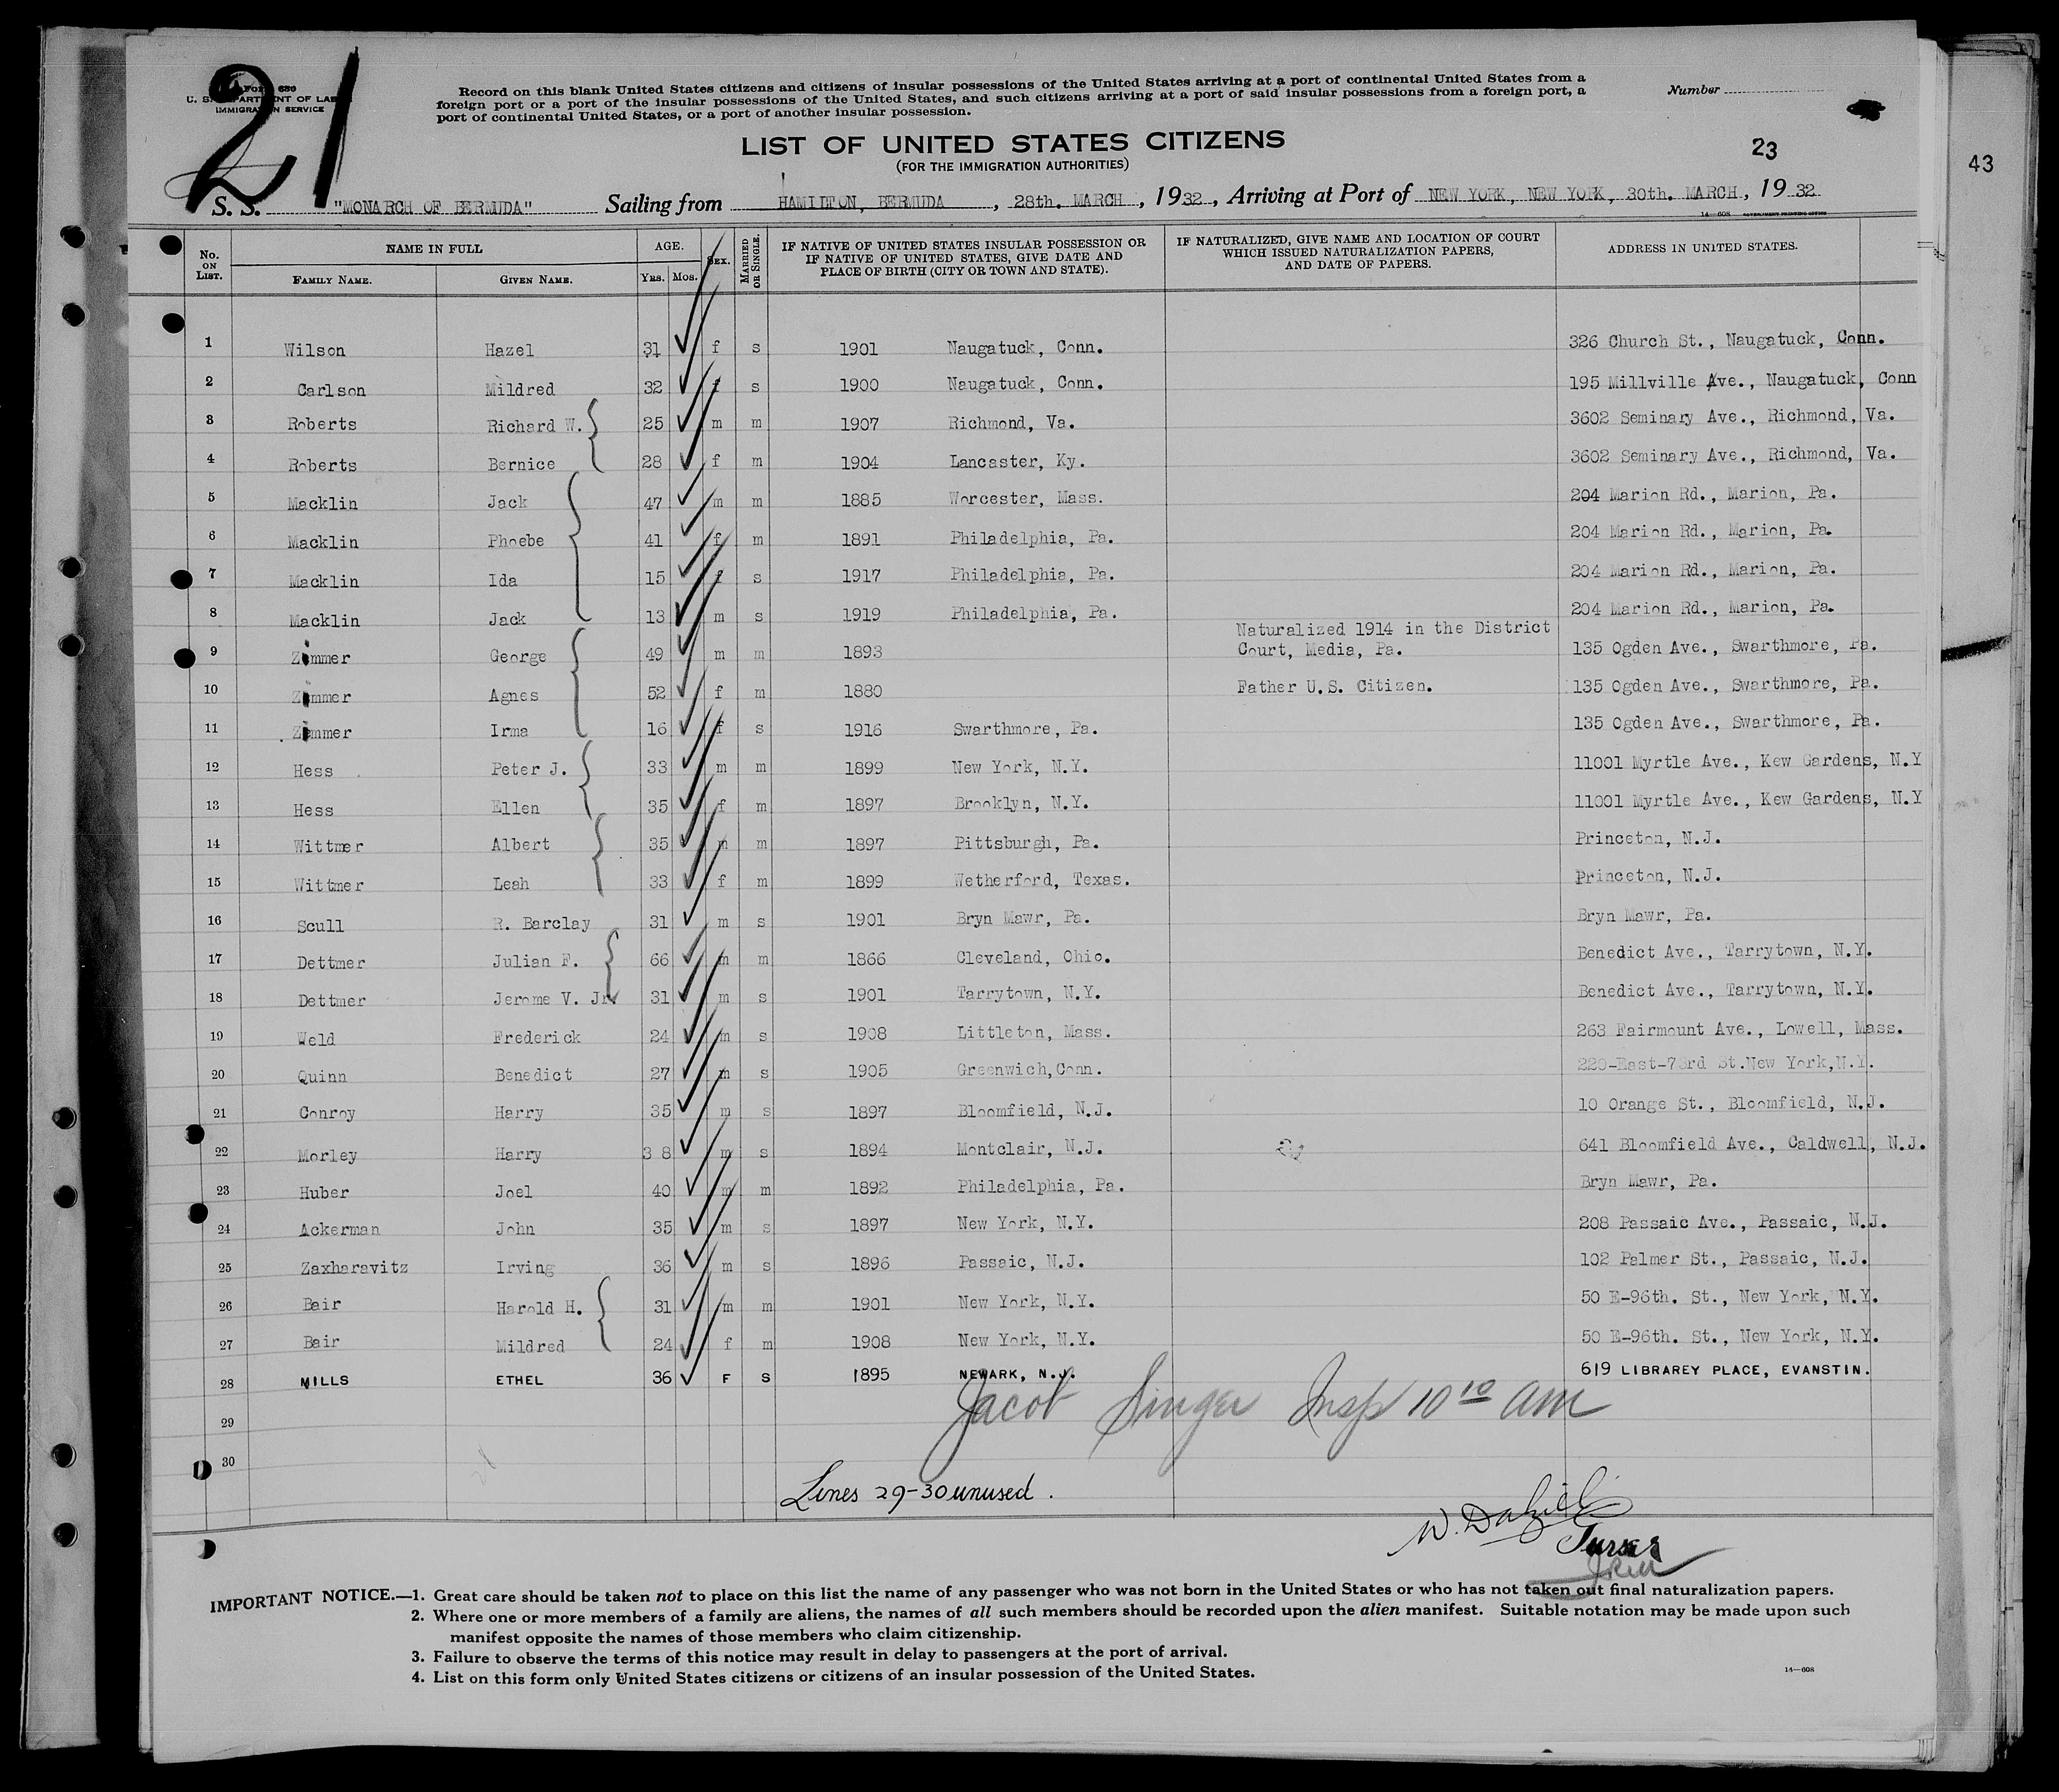 21
Form 630
U. S. DEPARTMENT OF LABOR
IMMIGRATION SERVICE
Record on this blank United States citizens and citizens of insular possessions of the United States arriving at a port of continental United States from a
foreign port or a port of the insular possessions of the United States, and such citizens arriving at a port of said insular possessions from a foreign port, a
port of continental United States, or a port of another insular possession.
Number
LIST OF UNITED STATES CITIZENS
(FOR THE IMMIGRATION AUTHORITIES)
23
43
S. S. "MONARCH OF BERMUDA" Sailing from HAMILTON, BERMUDA, 28th. MARCH, 1932, Arriving at Port of NEW YORK, NEW YORK, 30th. MARCH, 1932
14—608 GOVERNMENT PRINTING OFFICE
No. ON LIST. NAME IN FULL FAMILY NAME. GIVEN NAME. AGE. YRS. MOS. SEX. MARRIED OR SINGLE. IF NATIVE OF UNITED STATES INSULAR POSSESSION OR IF NATIVE OF UNITED STATES, GIVE DATE AND PLACE OF BIRTH (CITY OR TOWN AND STATE). IF NATURALIZED, GIVE NAME AND LOCATION OF COURT WHICH ISSUED NATURALIZATION PAPERS, AND DATE OF PAPERS. ADDRESS IN UNITED STATES.
1 Wilson Hazel 31 f s 1901 Naugatuck, Conn. 326 Church St., Naugatuck, Conn.
2 Carlson Mildred 32 f s 1900 Naugatuck, Conn. 195 Millville Ave., Naugatuck, Conn
3 Roberts Richard W. 25 m m 1907 Richmond, Va. 3602 Seminary Ave., Richmond, Va.
4 Roberts Bernice 28 f m 1904 Lancaster, Ky. 3602 Seminary Ave., Richmond, Va.
5 Macklin Jack 47 m m 1885 Worcester, Mass. 204 Marion Rd., Marion, Pa.
6 Macklin Phoebe 41 f m 1891 Philadelphia, Pa. 204 Marion Rd., Marion, Pa.
7 Macklin Ida 15 f s 1917 Philadelphia, Pa. 204 Marion Rd., Marion, Pa.
8 Macklin Jack 13 m s 1919 Philadelphia, Pa. 204 Marion Rd., Marion, Pa.
Naturalized 1914 in the District
9 Zimmer George 49 m m 1893 Court, Media, Pa. 135 Ogden Ave., Swarthmore, Pa.
10 Zimmer Agnes 52 f m 1880 Father U.S. Citizen. 135 Ogden Ave., Swarthmore, Pa.
11 Zimmer Irma 16 f s 1916 Swarthmore, Pa. 135 Ogden Ave., Swarthmore, Pa.
12 Hess Peter J. 33 m m 1899 New York, N.Y. 11001 Myrtle Ave., Kew Gardens, N.Y
13 Hess Ellen 35 f m 1897 Brooklyn, N.Y. 11001 Myrtle Ave., Kew Gardens, N.Y
14 Wittmer Albert 35 m m 1897 Pittsburgh, Pa. Princeton, N.J.
15 Wittmer Leah 33 f m 1899 Wetherford, Texas. Princeton, N.J.
16 Scull R. Barclay 31 m s 1901 Bryn Mawr, Pa. Bryn Mawr, Pa.
17 Dettmer Julian F. 66 m m 1866 Cleveland, Ohio. Benedict Ave., Tarrytown, N.Y.
18 Dettmer Jerome V. Jr. 31 m s 1901 Tarrytown, N.Y. Benedict Ave., Tarrytown, N.Y.
19 Weld Frederick 24 m s 1908 Littleton, Mass. 263 Fairmount Ave., Lowell, Mass.
20 Quinn Benedict 27 m s 1905 Greenwich,Conn. 220-East-73rd St.New York,N.Y.
21 Conroy Harry 35 m s 1897 Bloomfield, N.J. 10 Orange St., Bloomfield, N.J.
22 Morley Harry 3 8 m s 1894 Montclair, N.J. 641 Bloomfield Ave., Caldwell, N.J.
23 Huber Joel 40 m m 1892 Philadelphia, Pa. Bryn Mawr, Pa.
24 Ackerman John 35 m s 1897 New York, N.Y. 208 Passaic Ave., Passaic, N.J.
25 Zaxharavitz Irving 36 m s 1896 Passaic, N.J. 102 Palmer St., Passaic, N.J.
26 Bair Harold H. 31 m m 1901 New York, N.Y. 50 E-96th. St., New York, N.Y.
27 Bair Mildred 24 f m 1908 New York, N.Y. 50 E-96th. St., New York, N.Y.
28 MILLS ETHEL 36 F S 1895 NEWARK, N.J. 619 LIBRAREY PLACE, EVANSTIN.
29 Jacob Singer Insp 10 10 AM
30
Lines 29-30 unused.
Purser
IMPORTANT NOTICE.—1. Great care should be taken not to place on this list the name of any passenger who was not born in the United States or who has not taken out final naturalization papers.
2. Where one or more members of a family are aliens, the names of all such members should be recorded upon the alien manifest. Suitable notation may be made upon such
manifest opposite the names of those members who claim citizenship.
3. Failure to observe the terms of this notice may result in delay to passengers at the port of arrival.
4. List on this form only United States citizens or citizens of an insular possession of the United States.
14—608